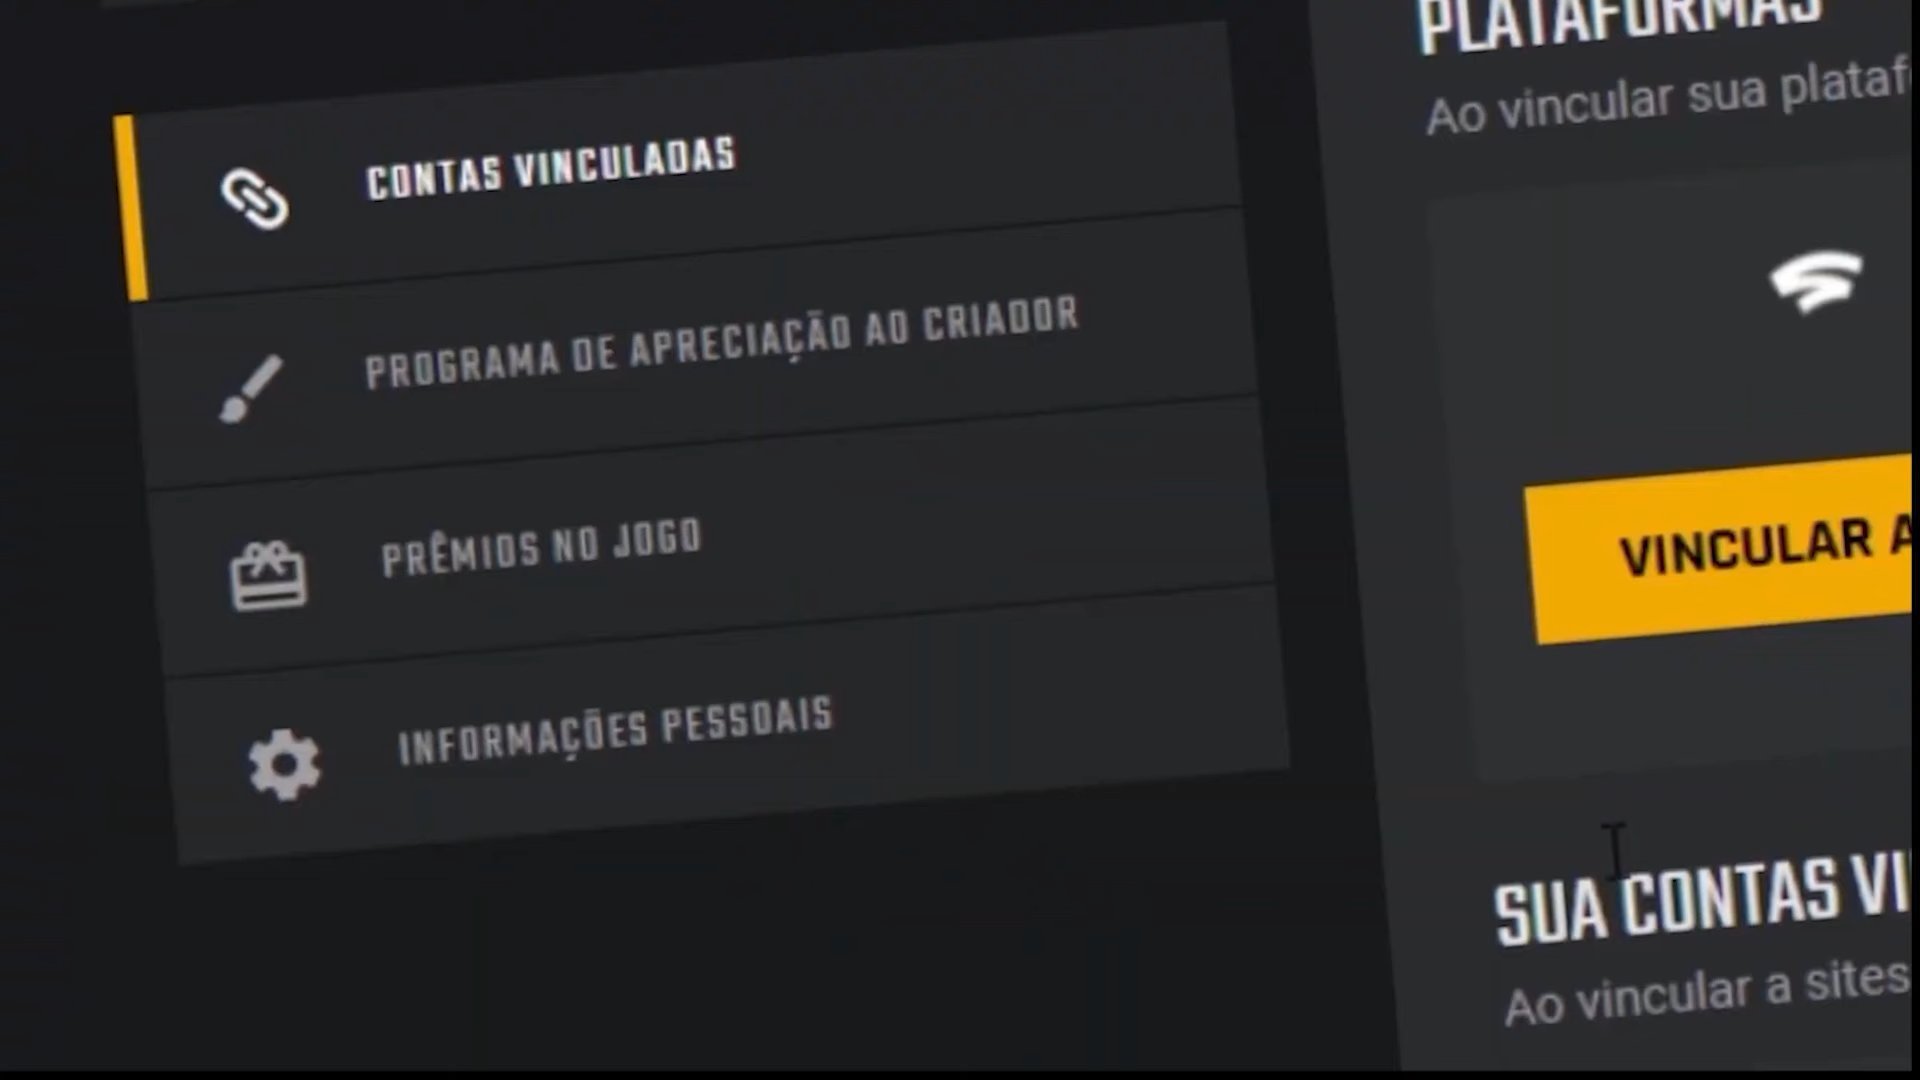 CONTAS VINCULADAS
PROGRAMA DE APRECIAÇÃO AO CRIADOR
PRÊMIOS NO JOGO
INFORMAÇÕES PESSOAIS
PLATAFORMAS
Ao vincular sua plataf
VINCULAR A
SUA CONTAS VI
Ao vincular a sites